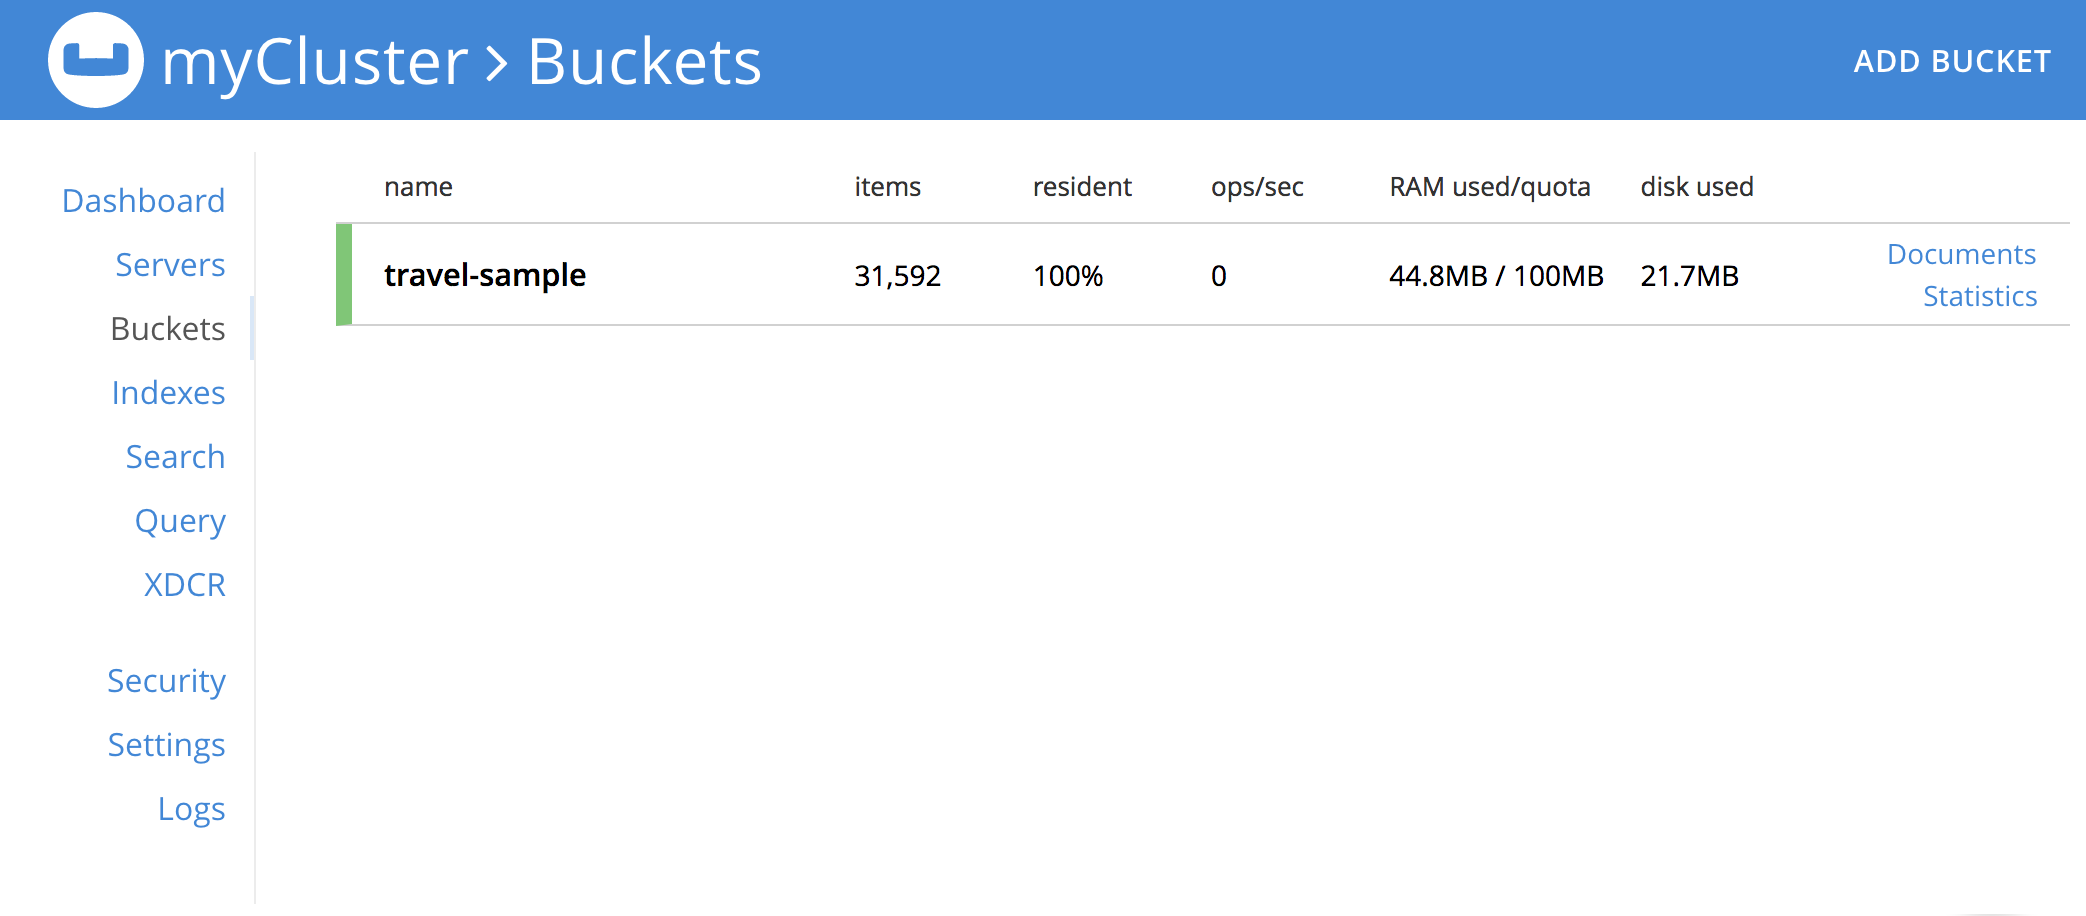 myCluster > Buckets
ADD BUCKET
Dashboard
Servers
Buckets
Indexes
Search
Query
XDCR
Security
Settings
Logs
name items resident ops/sec RAM used/quota disk used
travel-sample 31,592 100% 0 44.8MB / 100MB 21.7MB
Documents
Statistics